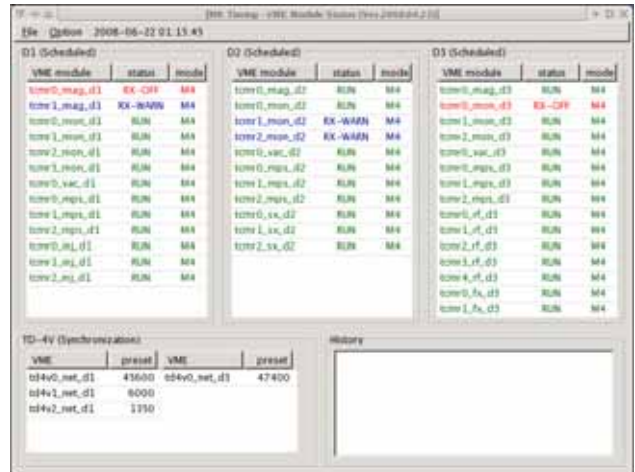 [MR Timing - VME Module Status (Ver.2008.04.23)]
File Option 2008-06-22 01:15:45
D1 (Scheduled)
VME module status mode
tcmr0_mag_d1 RX-OFF M4
tcmr1_mag_d1 RX-WARN M4
tcmr0_mon_d1 RUN M4
tcmr1_mon_d1 RUN M4
tcmr2_mon_d1 RUN M4
tcmr3_mon_d1 RUN M4
tcmr0_vac_d1 RUN M4
tcmr0_mps_d1 RUN M4
tcmr1_mps_d1 RUN M4
tcmr2_mps_d1 RUN M4
tcmr0_inj_d1 RUN M4
tcmr1_inj_d1 RUN M4
tcmr2_inj_d1 RUN M4
D2 (Scheduled)
VME module status mode
tcmr0_mag_d2 RUN M4
tcmr0_mon_d2 RUN M4
tcmr1_mon_d2 RX-WARN M4
tcmr2_mon_d2 RX-WARN M4
tcmr0_vac_d2 RUN M4
tcmr0_mps_d2 RUN M4
tcmr1_mps_d2 RUN M4
tcmr2_mps_d2 RUN M4
tcmr0_sx_d2 RUN M4
tcmr1_sx_d2 RUN M4
tcmr2_sx_d2 RUN M4
D3 (Scheduled)
VME module status mode
tcmr0_mag_d3 RUN M4
tcmr0_mon_d3 RX-OFF M4
tcmr1_mon_d3 RUN M4
tcmr2_mon_d3 RUN M4
tcmr0_vac_d3 RUN M4
tcmr0_mps_d3 RUN M4
tcmr1_mps_d3 RUN M4
tcmr2_mps_d3 RUN M4
tcmr0_rf_d3 RUN M4
tcmr1_rf_d3 RUN M4
tcmr2_rf_d3 RUN M4
tcmr3_rf_d3 RUN M4
tcmr4_rf_d3 RUN M4
tcmr0_fx_d3 RUN M4
tcmr1_fx_d3 RUN M4
TD-4V (Synchronization)
VME preset VME preset
td4v0_net_d1 45600 td4v0_net_d3 47400
td4v1_net_d1 6000
td4v2_net_d1 1350
History